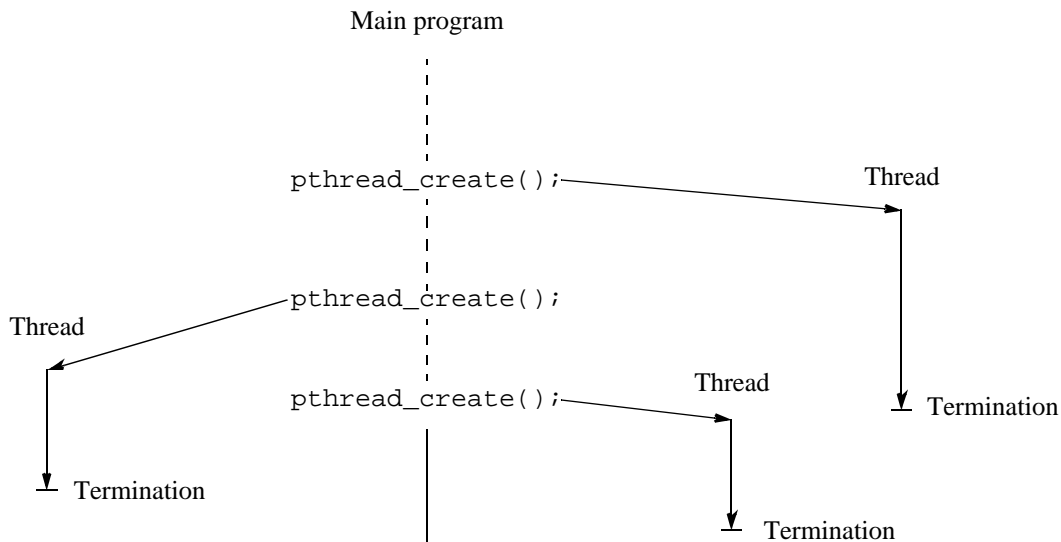 Main program
pthread_create();
Thread
pthread_create();
Thread
pthread_create();
Thread
Termination
Termination
Termination